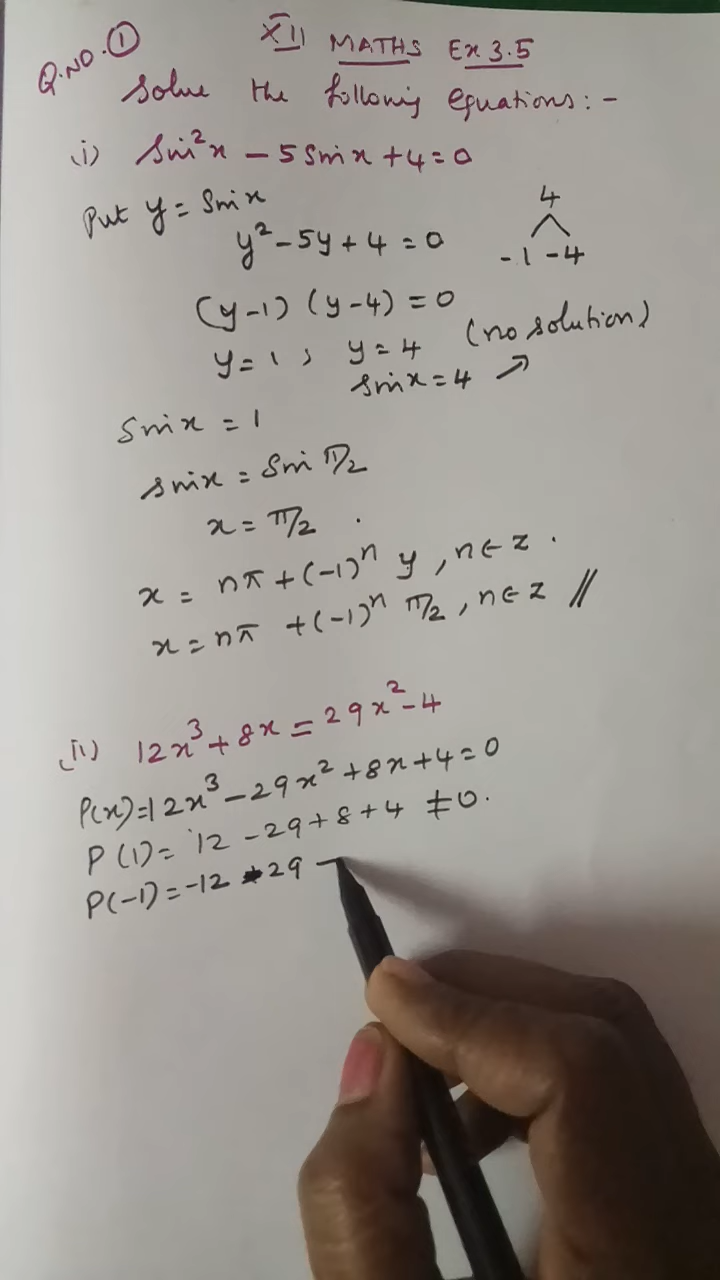 Q.NO. ① XII MATHS Ex 3.5
Solve the following equations: -
i) sin²x - 5 sin x + 4 = 0
Put y = sin x
y² - 5y + 4 = 0
4
-1 -4
(y-1) (y-4) = 0
y = 1, y = 4 (no solution)
sin x = 4 ↗
sin x = 1
sin x = sin π/2
x = π/2 .
x = nπ + (-1)ⁿ y, n ∈ z .
x = nπ + (-1)ⁿ π/2, n ∈ z //
ii) 12x³ + 8x = 29x² - 4
P(x) = 12x³ - 29x² + 8x + 4 = 0
P(1) = 12 - 29 + 8 + 4 ≠ 0.
P(-1) = -12 - 29 -